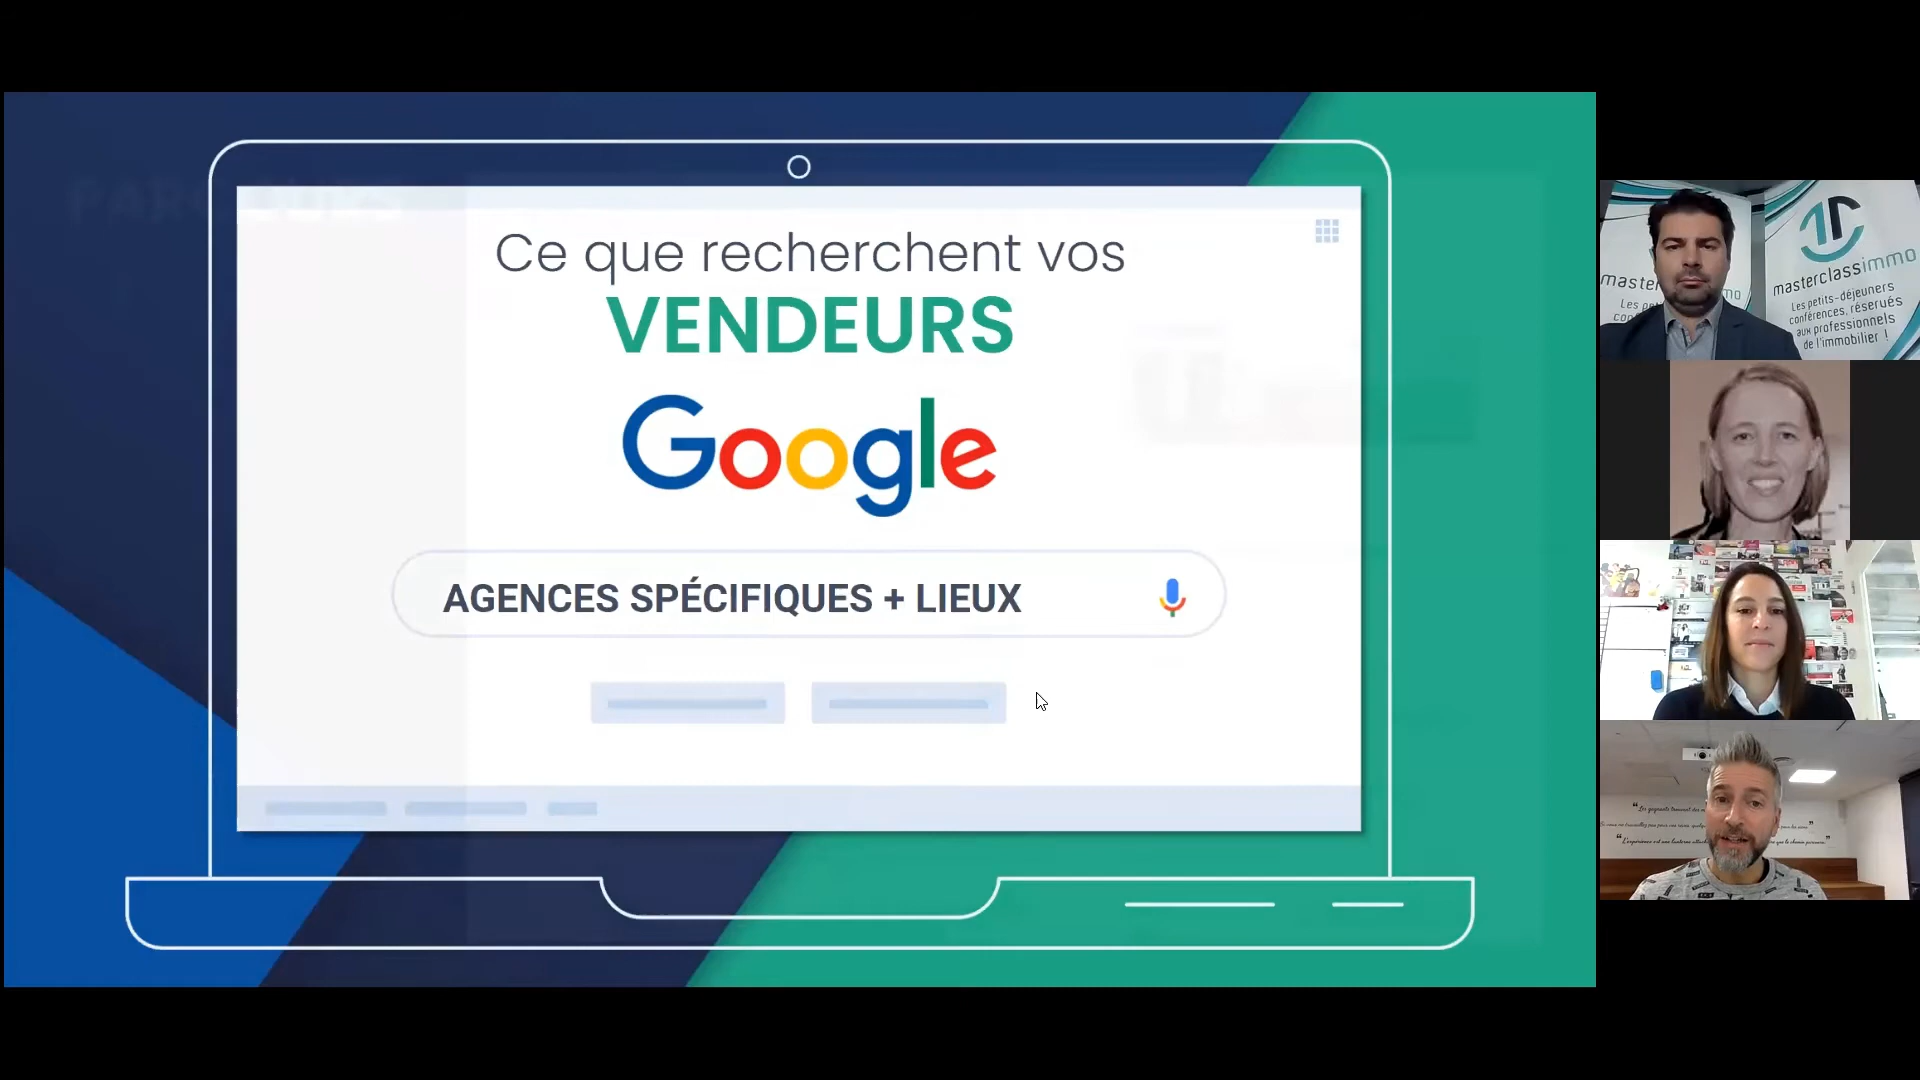 PARCOURS
Ce que recherchent vos
VENDEURS
Google
AGENCES SPÉCIFIQUES + LIEUX
masterclassimmo
Les petits-déjeuners
conférences, réservés
aux professionnels
de l'immobilier !